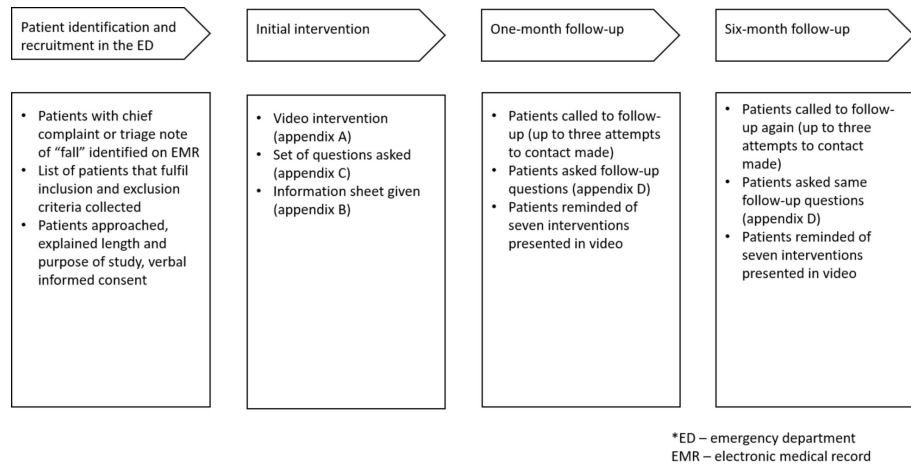 Patient identification and
recruitment in the ED
Initial intervention
One-month follow-up
Six-month follow-up
• Patients with chief
complaint or triage note
of “fall” identified on EMR
• List of patients that fulfil
inclusion and exclusion
criteria collected
• Patients approached,
explained length and
purpose of study, verbal
informed consent
• Video intervention
(appendix A)
• Set of questions asked
(appendix C)
• Information sheet given
(appendix B)
• Patients called to follow-
up (up to three attempts
to contact made)
• Patients asked follow-up
questions (appendix D)
• Patients reminded of
seven interventions
presented in video
• Patients called to follow-
up again (up to three
attempts to contact
made)
• Patients asked same
follow-up questions
(appendix D)
• Patients reminded of
seven interventions
presented in video
*ED – emergency department
EMR – electronic medical record